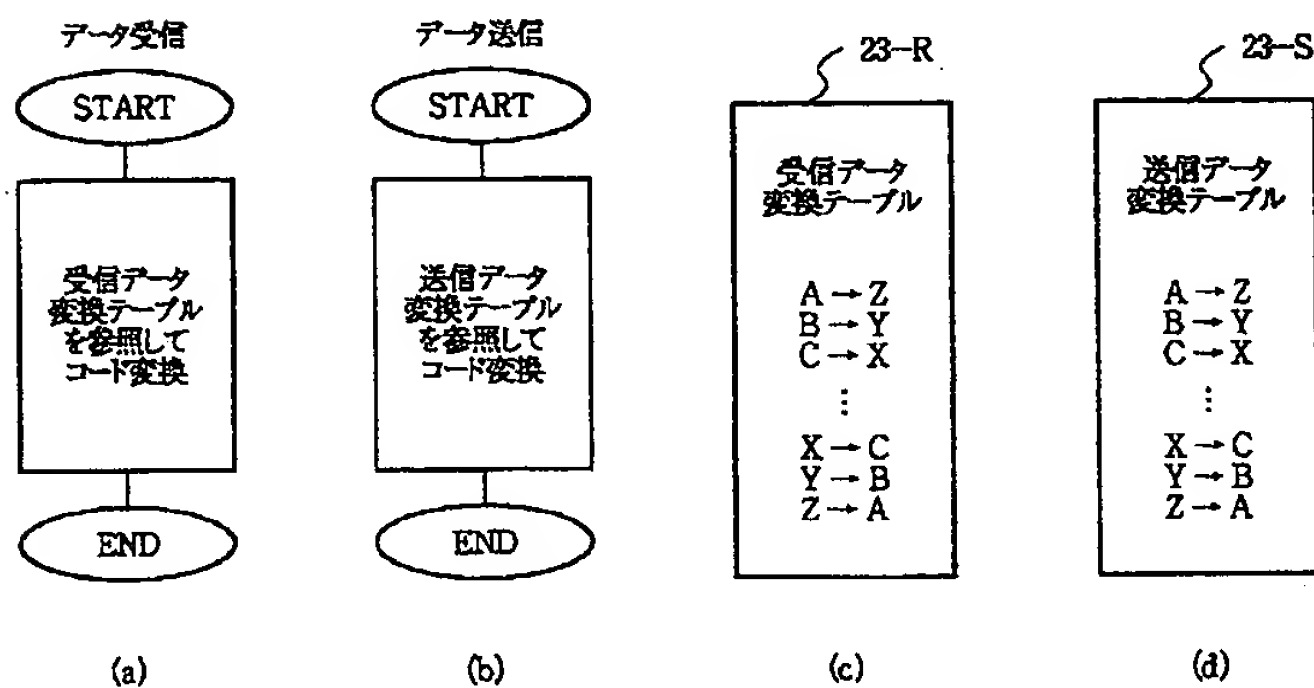 データ受信
START
受信データ
変換テーブル
を参照して
コード変換
END
(a)
データ送信
START
送信データ
変換テーブル
を参照して
コード変換
END
(b)
23-R
受信データ
変換テーブル
A→Z
B→Y
C→X
⋮
X→C
Y→B
Z→A
(c)
23-S
送信データ
変換テーブル
A→Z
B→Y
C→X
⋮
X→C
Y→B
Z→A
(d)